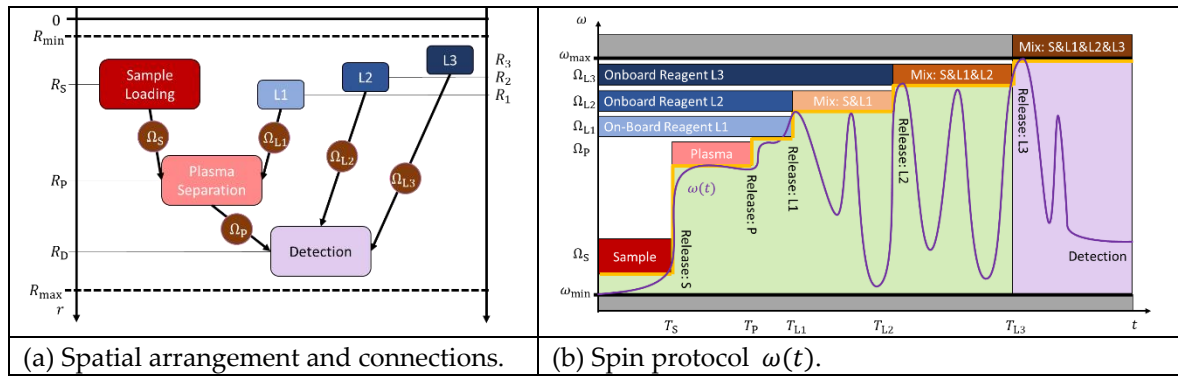 0
R_min
Sample
Loading
L1
L2
L3
R_3
R_2
R_1
R_S
Ω_S
Ω_L1
Ω_L2
Ω_L3
R_P
Plasma
Separation
Ω_P
R_D
Detection
R_max
r
(a) Spatial arrangement and connections.
ω
ω_max
Mix: S&L1&L2&L3
Ω_L3
Onboard Reagent L3
Mix: S&L1&L2
Ω_L2
Onboard Reagent L2
Mix: S&L1
Ω_L1
On-Board Reagent L1
Ω_P
Plasma
ω(t)
Release: S
Release: P
Release: L1
Release: L2
Release: L3
Ω_S
Sample
Detection
ω_min
T_S
T_P
T_L1
T_L2
T_L3
t
(b) Spin protocol ω(t).